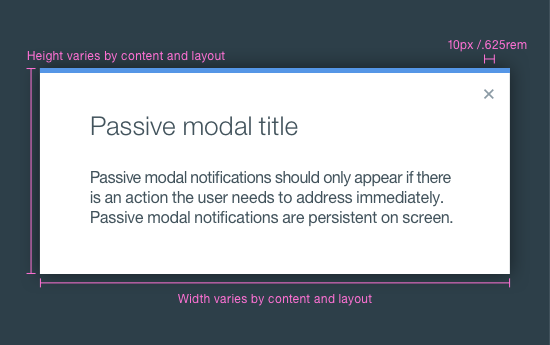 10px /.625rem
Height varies by content and layout
Passive modal title
Passive modal notifications should only appear if there
is an action the user needs to address immediately.
Passive modal notifications are persistent on screen.
Width varies by content and layout